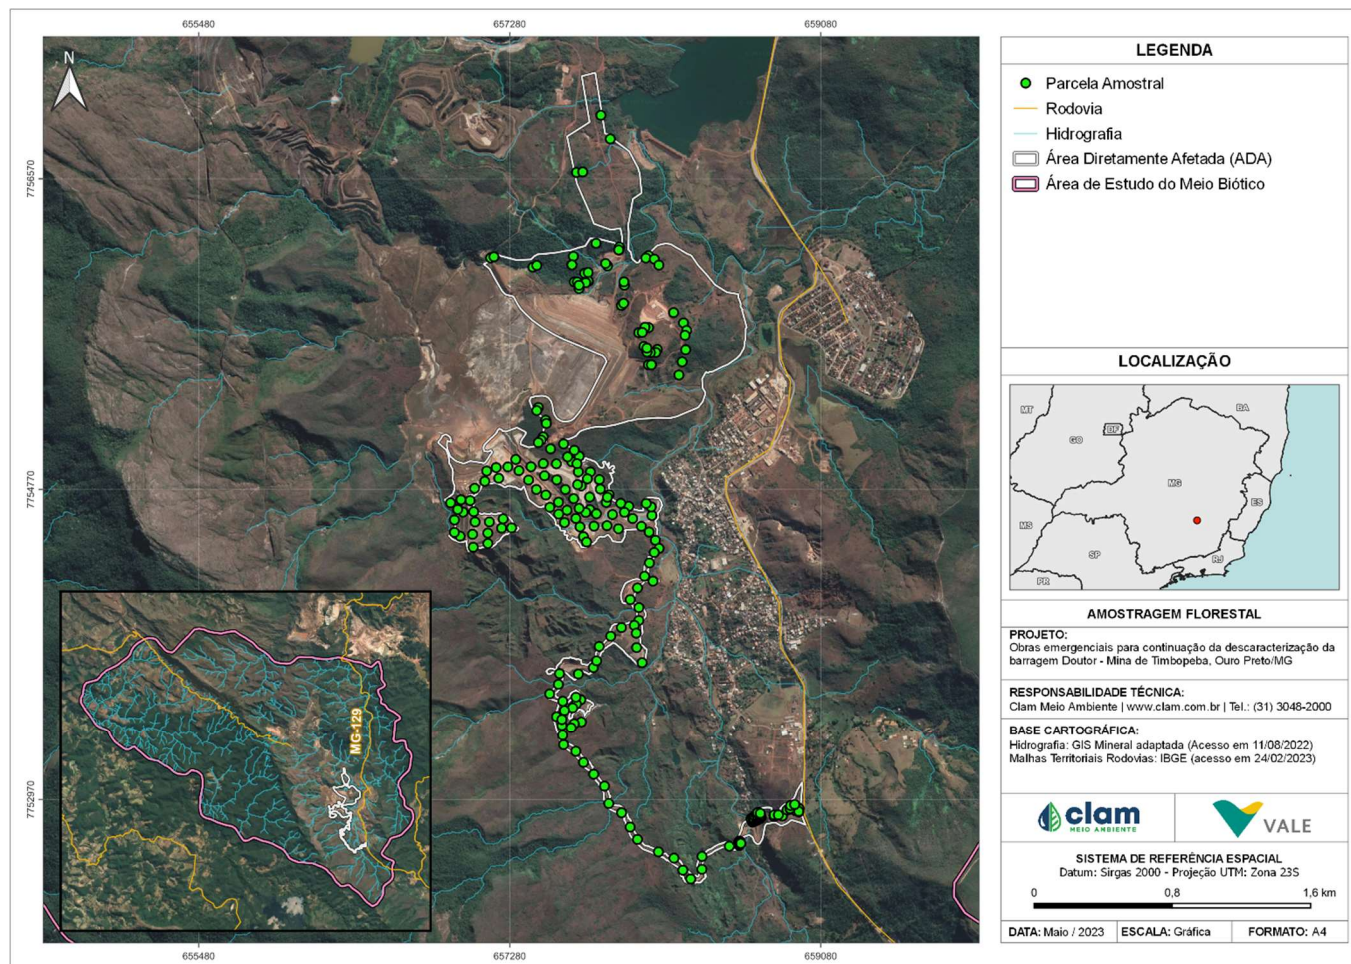 655480
657280
659080
N
7756570
7754770
7752970
MG-129
655480
657280
659080
LEGENDA
Parcela Amostral
Rodovia
Hidrografia
Área Diretamente Afetada (ADA)
Área de Estudo do Meio Biótico
LOCALIZAÇÃO
MT
BA
GO
DF
MG
ES
MS
SP
RJ
PR
AMOSTRAGEM FLORESTAL
PROJETO:
Obras emergenciais para continuação da descaracterização da
barragem Doutor - Mina de Timbopeba, Ouro Preto/MG
RESPONSABILIDADE TÉCNICA:
Clam Meio Ambiente | www.clam.com.br | Tel.: (31) 3048-2000
BASE CARTOGRÁFICA:
Hidrografia: GIS Mineral adaptada (Acesso em 11/08/2022)
Malhas Territoriais Rodovias: IBGE (acesso em 24/02/2023)
clam
MEIO AMBIENTE
VALE
SISTEMA DE REFERÊNCIA ESPACIAL
Datum: Sirgas 2000 - Projeção UTM: Zona 23S
0 0,8 1,6 km
DATA: Maio / 2023 ESCALA: Gráfica FORMATO: A4